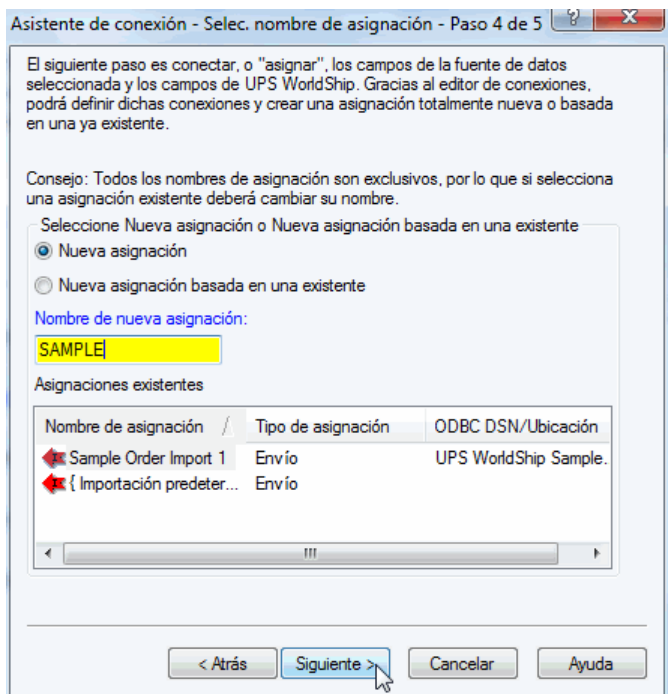 Asistente de conexión - Selec. nombre de asignación - Paso 4 de 5
El siguiente paso es conectar, o "asignar", los campos de la fuente de datos
seleccionada y los campos de UPS WorldShip. Gracias al editor de conexiones,
podrá definir dichas conexiones y crear una asignación totalmente nueva o basada
en una ya existente.
Consejo: Todos los nombres de asignación son exclusivos, por lo que si selecciona
una asignación existente deberá cambiar su nombre.
Seleccione Nueva asignación o Nueva asignación basada en una existente
Nueva asignación
Nueva asignación basada en una existente
Nombre de nueva asignación:
SAMPLE
Asignaciones existentes
Nombre de asignación Tipo de asignación ODBC DSN/Ubicación
Sample Order Import 1 Envío UPS WorldShip Sample.
{ Importación predeter... Envío
< Atrás Siguiente > Cancelar Ayuda